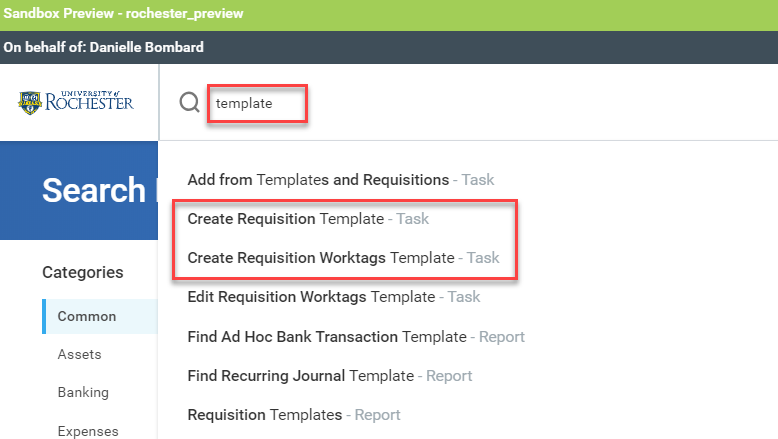 Sandbox Preview - rochester_preview
On behalf of: Danielle Bombard
UNIVERSITY of
ROCHESTER
template
Search
Add from Templates and Requisitions - Task
Create Requisition Template - Task
Create Requisition Worktags Template - Task
Edit Requisition Worktags Template - Task
Find Ad Hoc Bank Transaction Template - Report
Find Recurring Journal Template - Report
Requisition Templates - Report
Categories
Common
Assets
Banking
Expenses